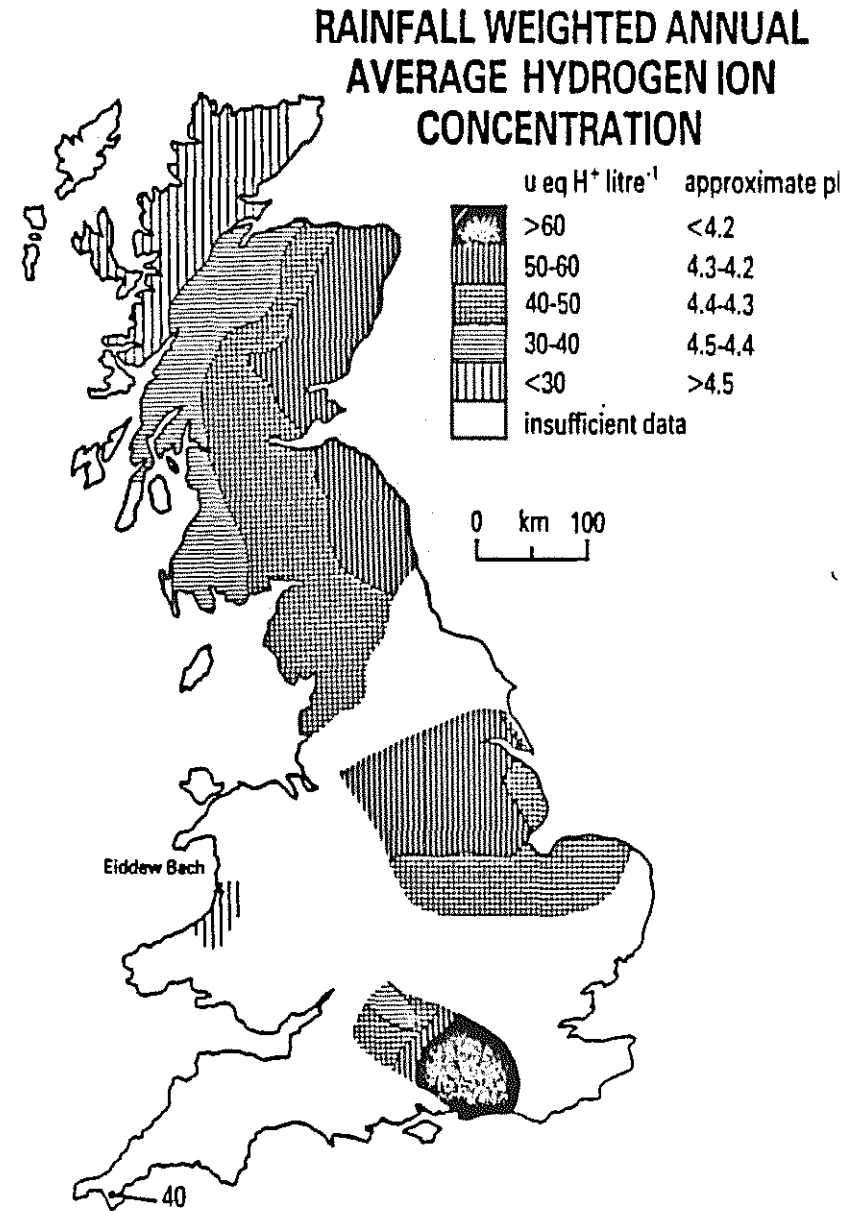 RAINFALL WEIGHTED ANNUAL
AVERAGE HYDROGEN ION
CONCENTRATION
u eq H⁺ litre⁻¹ approximate pl
>60 <4.2
50-60 4.3-4.2
40-50 4.4-4.3
30-40 4.5-4.4
<30 >4.5
insufficient data
0 km 100
Eiddew Bach
40